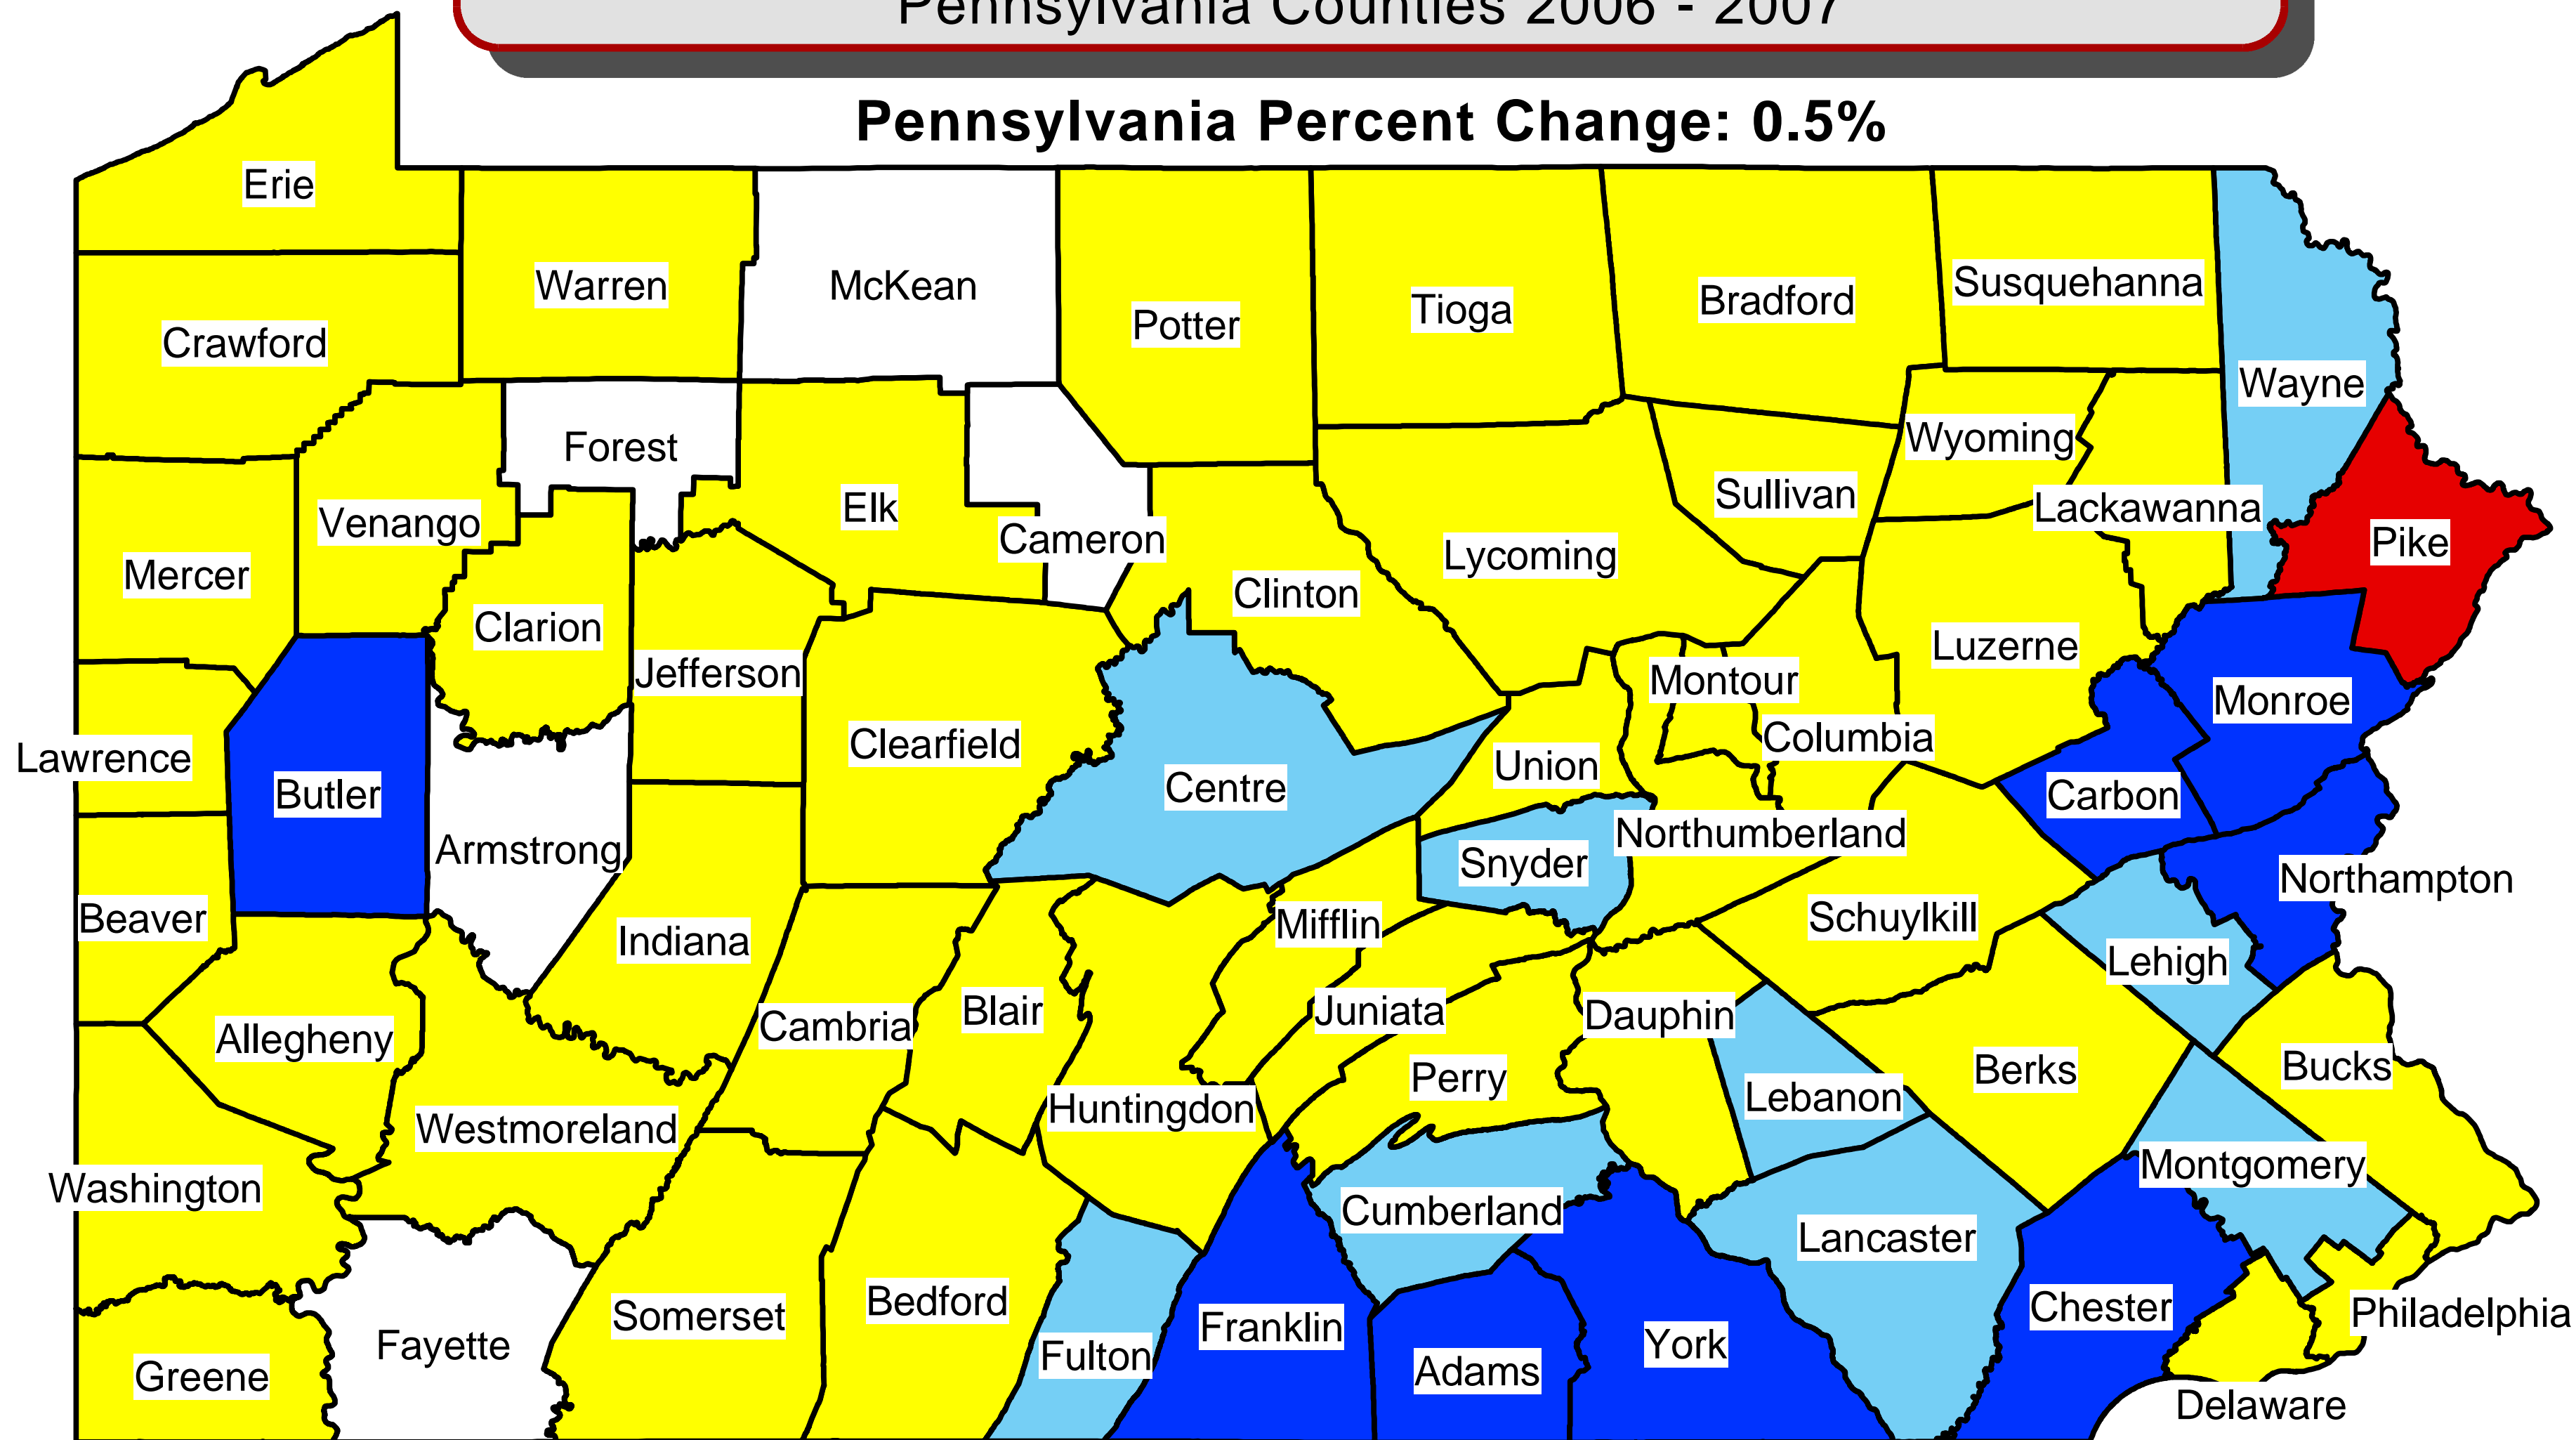 Pennsylvania Counties 2006 - 2007
Pennsylvania Percent Change: 0.5%
Erie
Warren
McKean
Potter
Tioga
Bradford
Susquehanna
Wayne
Crawford
Forest
Wyoming
Venango
Elk
Cameron
Sullivan
Lackawanna
Pike
Mercer
Clarion
Clinton
Lycoming
Luzerne
Jefferson
Montour
Monroe
Lawrence
Butler
Clearfield
Centre
Union
Columbia
Carbon
Armstrong
Snyder
Northumberland
Northampton
Beaver
Indiana
Mifflin
Schuylkill
Lehigh
Allegheny
Cambria
Blair
Juniata
Dauphin
Berks
Bucks
Westmoreland
Huntingdon
Perry
Lebanon
Washington
Cumberland
Lancaster
Montgomery
Greene
Fayette
Somerset
Bedford
Fulton
Franklin
Adams
York
Chester
Philadelphia
Delaware